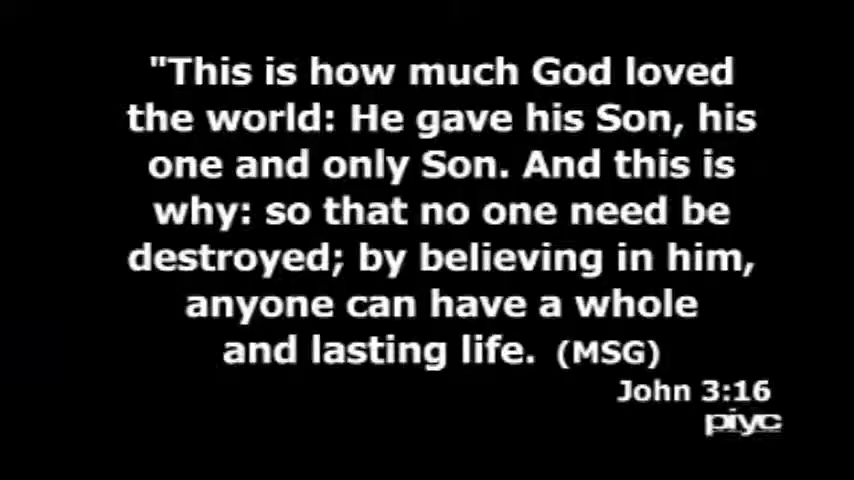 "This is how much God loved
the world: He gave his Son, his
one and only Son. And this is
why: so that no one need be
destroyed; by believing in him,
anyone can have a whole
and lasting life. (MSG)
John 3:16
piyc